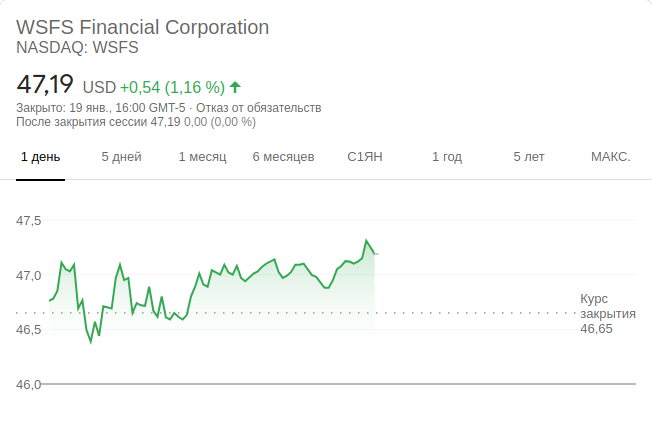 WSFS Financial Corporation
NASDAQ: WSFS
47,19 USD +0,54 (1,16 %)
Закрыто: 19 янв., 16:00 GMT-5 · Отказ от обязательств
После закрытия сессии 47,19 0,00 (0,00 %)
1 день 5 дней 1 месяц 6 месяцев С1ЯН 1 год 5 лет МАКС.
47,5
47,0
46,5
46,0
Курс
закрытия
46,65